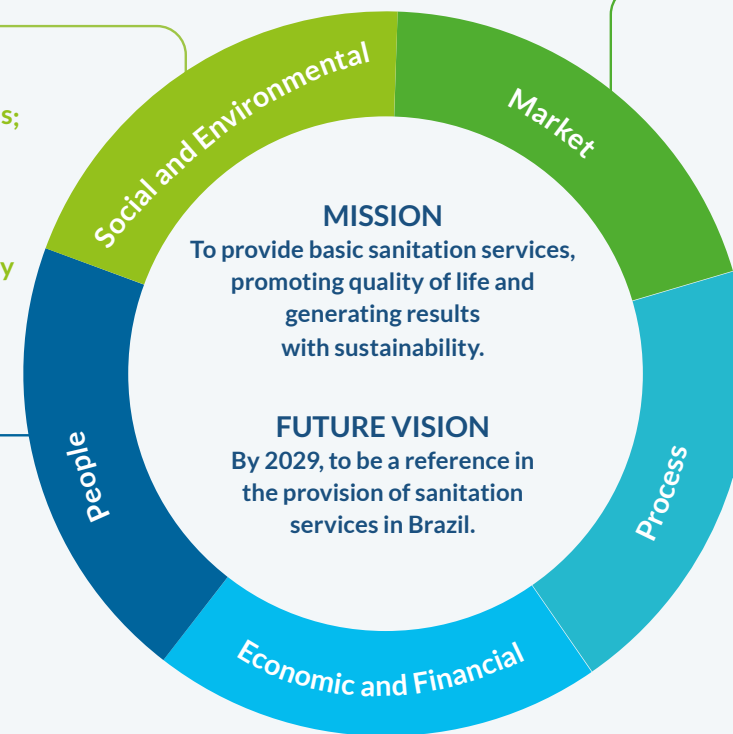 s;
y
Social and Environmental
Market
MISSION
To provide basic sanitation services,
promoting quality of life and
generating results
with sustainability.
FUTURE VISION
By 2029, to be a reference in
the provision of sanitation
services in Brazil.
People
Process
Economic and Financial